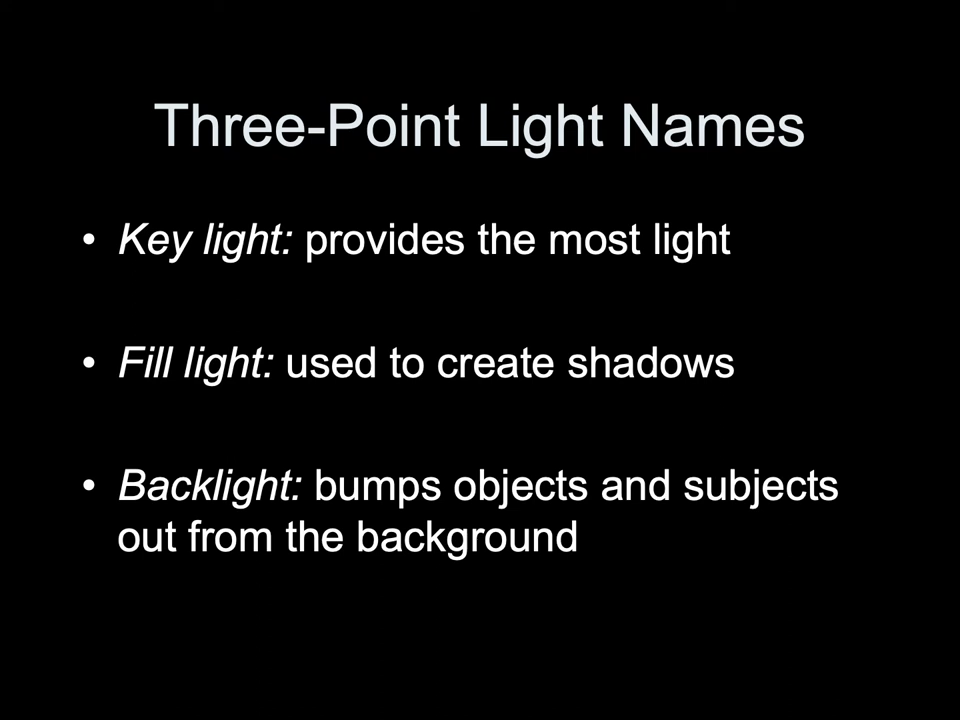 Three-Point Light Names
• Key light: provides the most light
• Fill light: used to create shadows
• Backlight: bumps objects and subjects
out from the background